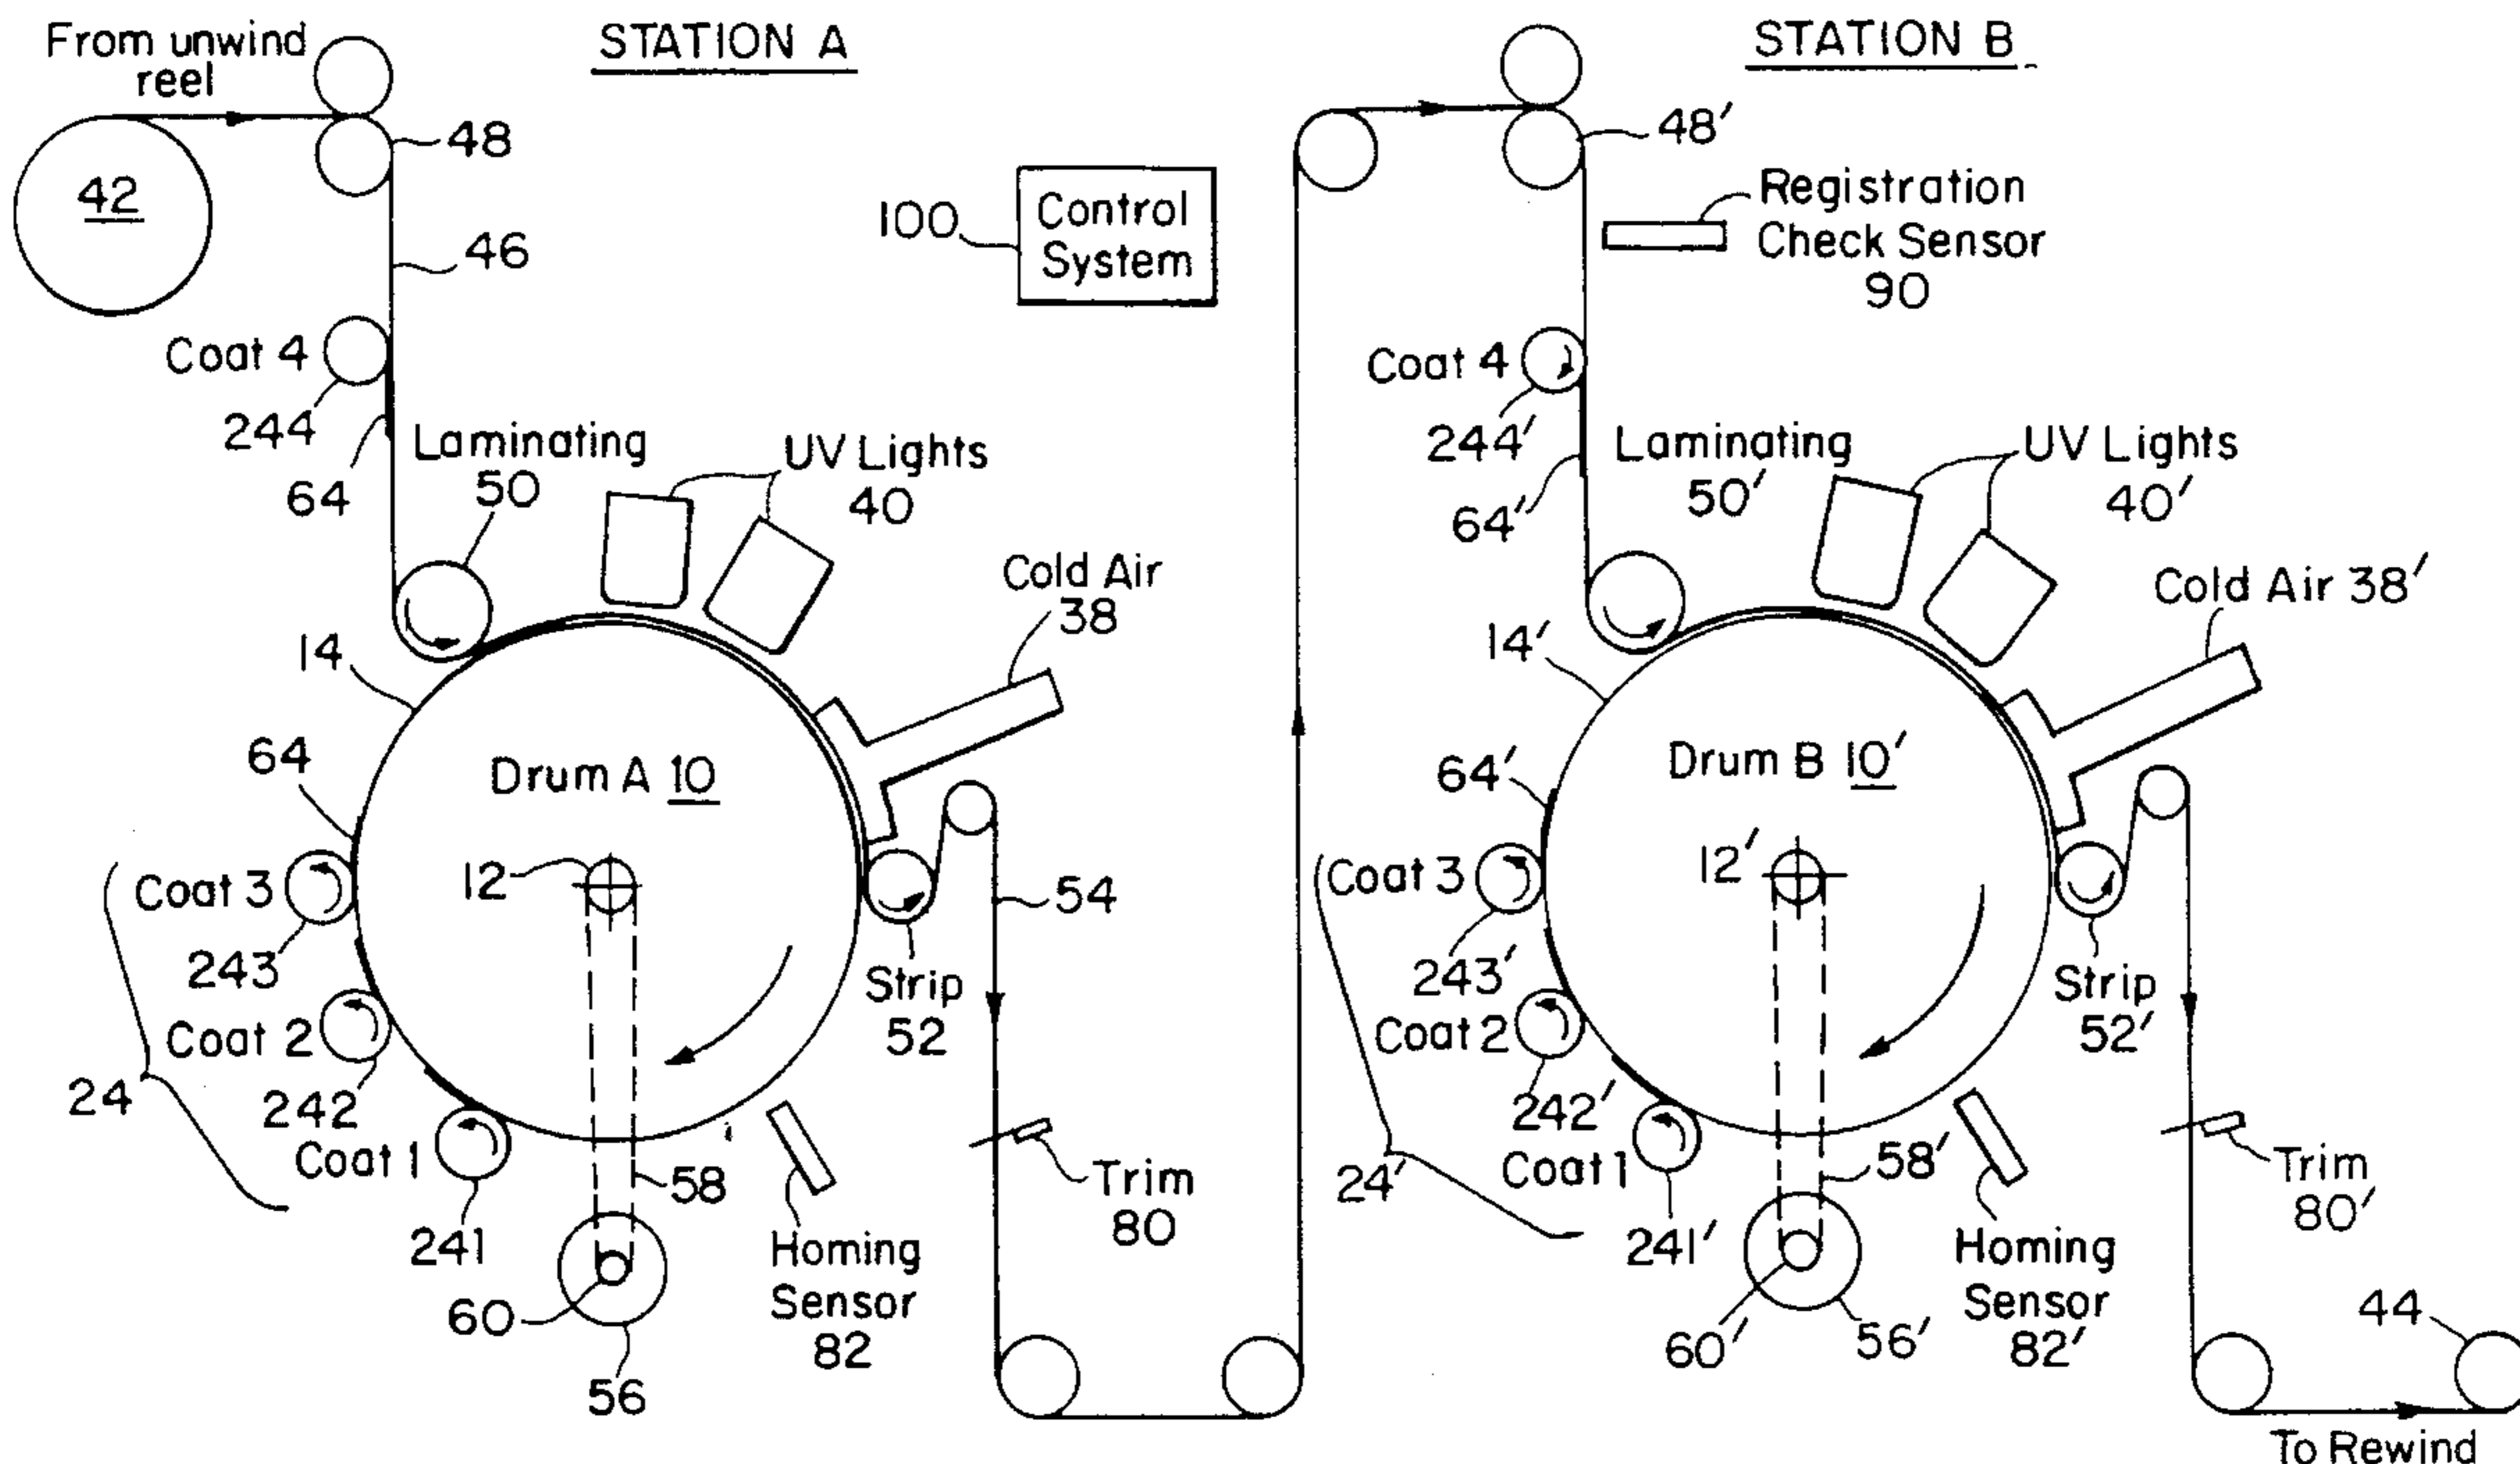 From unwind
reel
STATION A
STATION B
42
48
46
Coat 4
244
64
Laminating
50
UV Lights
40
Cold Air
38
14
64
Drum A 10
12
Coat 3
243
Coat 2
242
24
Coat 1
241
58
60
56
Homing
Sensor
82
Strip
52
54
Trim
80
100
Control
System
48'
Registration
Check Sensor
90
Coat 4
244'
64'
Laminating
50'
UV Lights
40'
Cold Air 38'
14'
64'
Drum B 10'
12'
Coat 3
243'
Coat 2
242'
24'
Coat 1
241'
58'
60'
56'
Homing
Sensor
82'
Strip
52'
Trim
80'
44
To Rewind